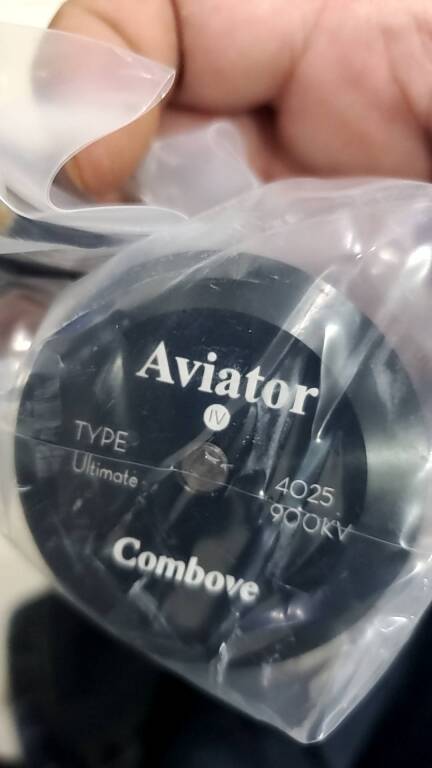 Aviator
IV
TYPE
Ultimate
4025
900KV
Combove